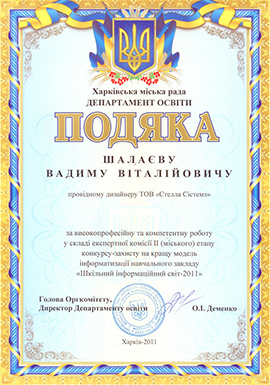 Харківська міська рада
ДЕПАРТАМЕНТ ОСВІТИ
ПОДЯКА
ШАЛАЄВУ
ВАДИМУ ВІТАЛІЙОВИЧУ
провідному дизайнеру ТОВ «Стелла Сістемз»
за високопрофесійну та компетентну роботу
у складі експертної комісії ІІ (міського) етапу
конкурсу-захисту на кращу модель
інформатизації навчального закладу
«Шкільний інформаційний світ-2011»
Голова Оргкомітету,
Директор Департаменту освіти
О.І. Деменко
Харків-2011